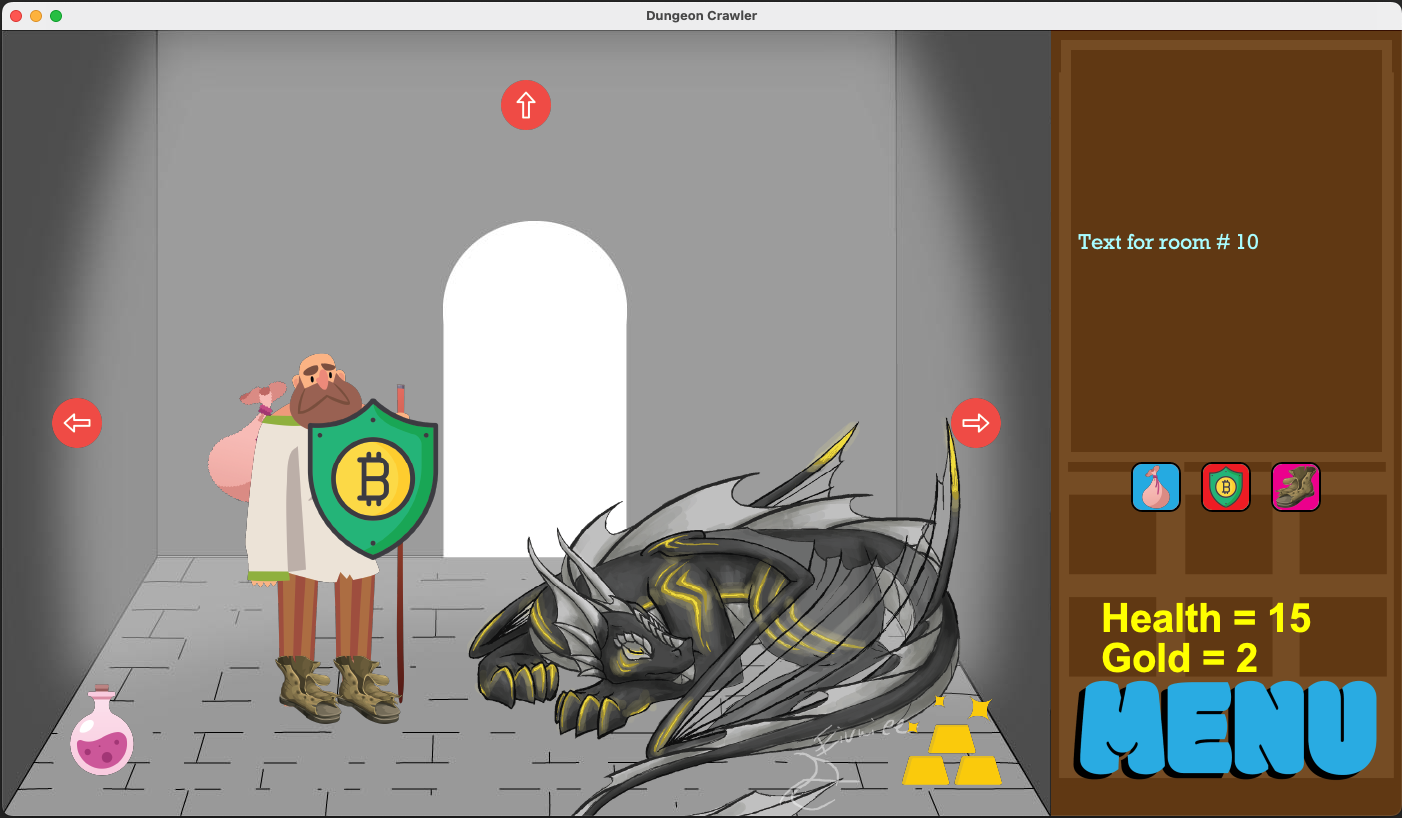 Dungeon Crawler
Text for room # 10
Health = 15
Gold = 2
MENU